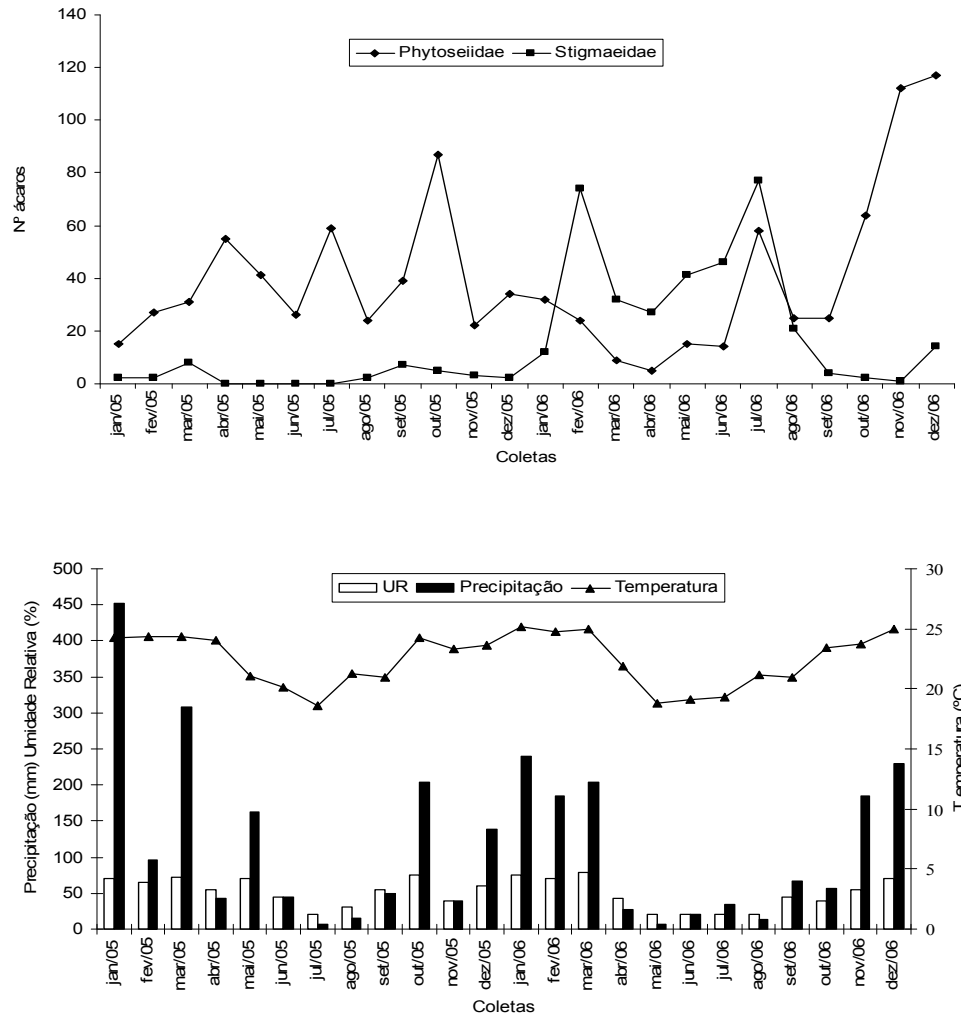 140
120
100
80
60
40
20
0
Nº ácaros
Phytoseiidae Stigmaeidae
jan/05 fev/05 mar/05 abr/05 mai/05 jun/05 jul/05 ago/05 set/05 out/05 nov/05 dez/05 jan/06 fev/06 mar/06 abr/06 mai/06 jun/06 jul/06 ago/06 set/06 out/06 nov/06 dez/06
Coletas
500
450
400
350
300
250
200
150
100
50
0
Precipitação (mm) Umidade Relativa (%)
UR Precipitação Temperatura
30
25
20
15
10
5
0
Temperatura (ºC)
jan/05 fev/05 mar/05 abr/05 mai/05 jun/05 jul/05 ago/05 set/05 out/05 nov/05 dez/05 jan/06 fev/06 mar/06 abr/06 mai/06 jun/06 jul/06 ago/06 set/06 out/06 nov/06 dez/06
Coletas